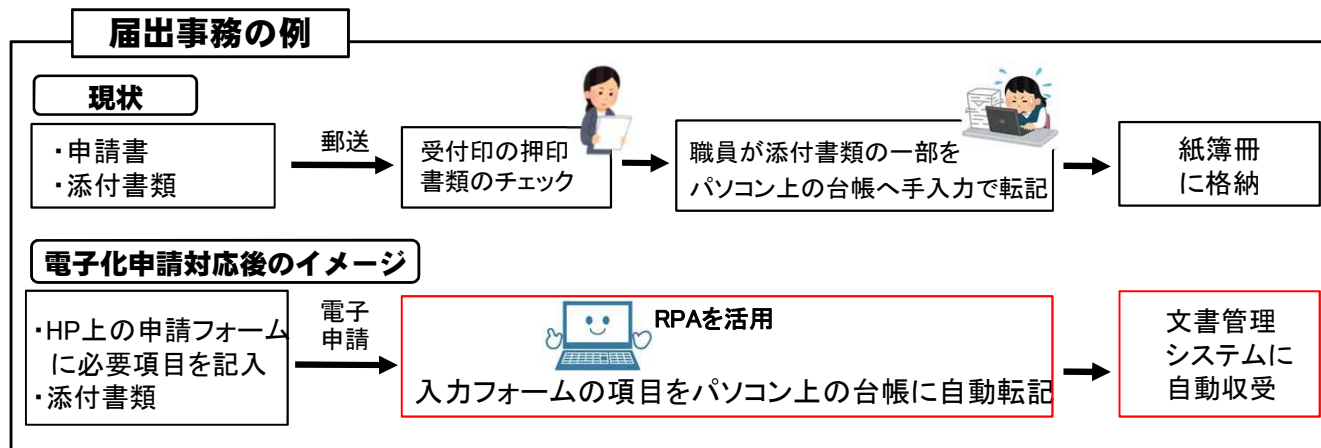 届出事務の例
現状
・申請書
・添付書類
郵送
受付印の押印
書類のチェック
職員が添付書類の一部を
パソコン上の台帳へ手入力で転記
紙簿冊
に格納
電子化申請対応後のイメージ
・HP上の申請フォーム
に必要項目を記入
・添付書類
電子
申請
RPAを活用
入力フォームの項目をパソコン上の台帳に自動転記
文書管理
システムに
自動収受